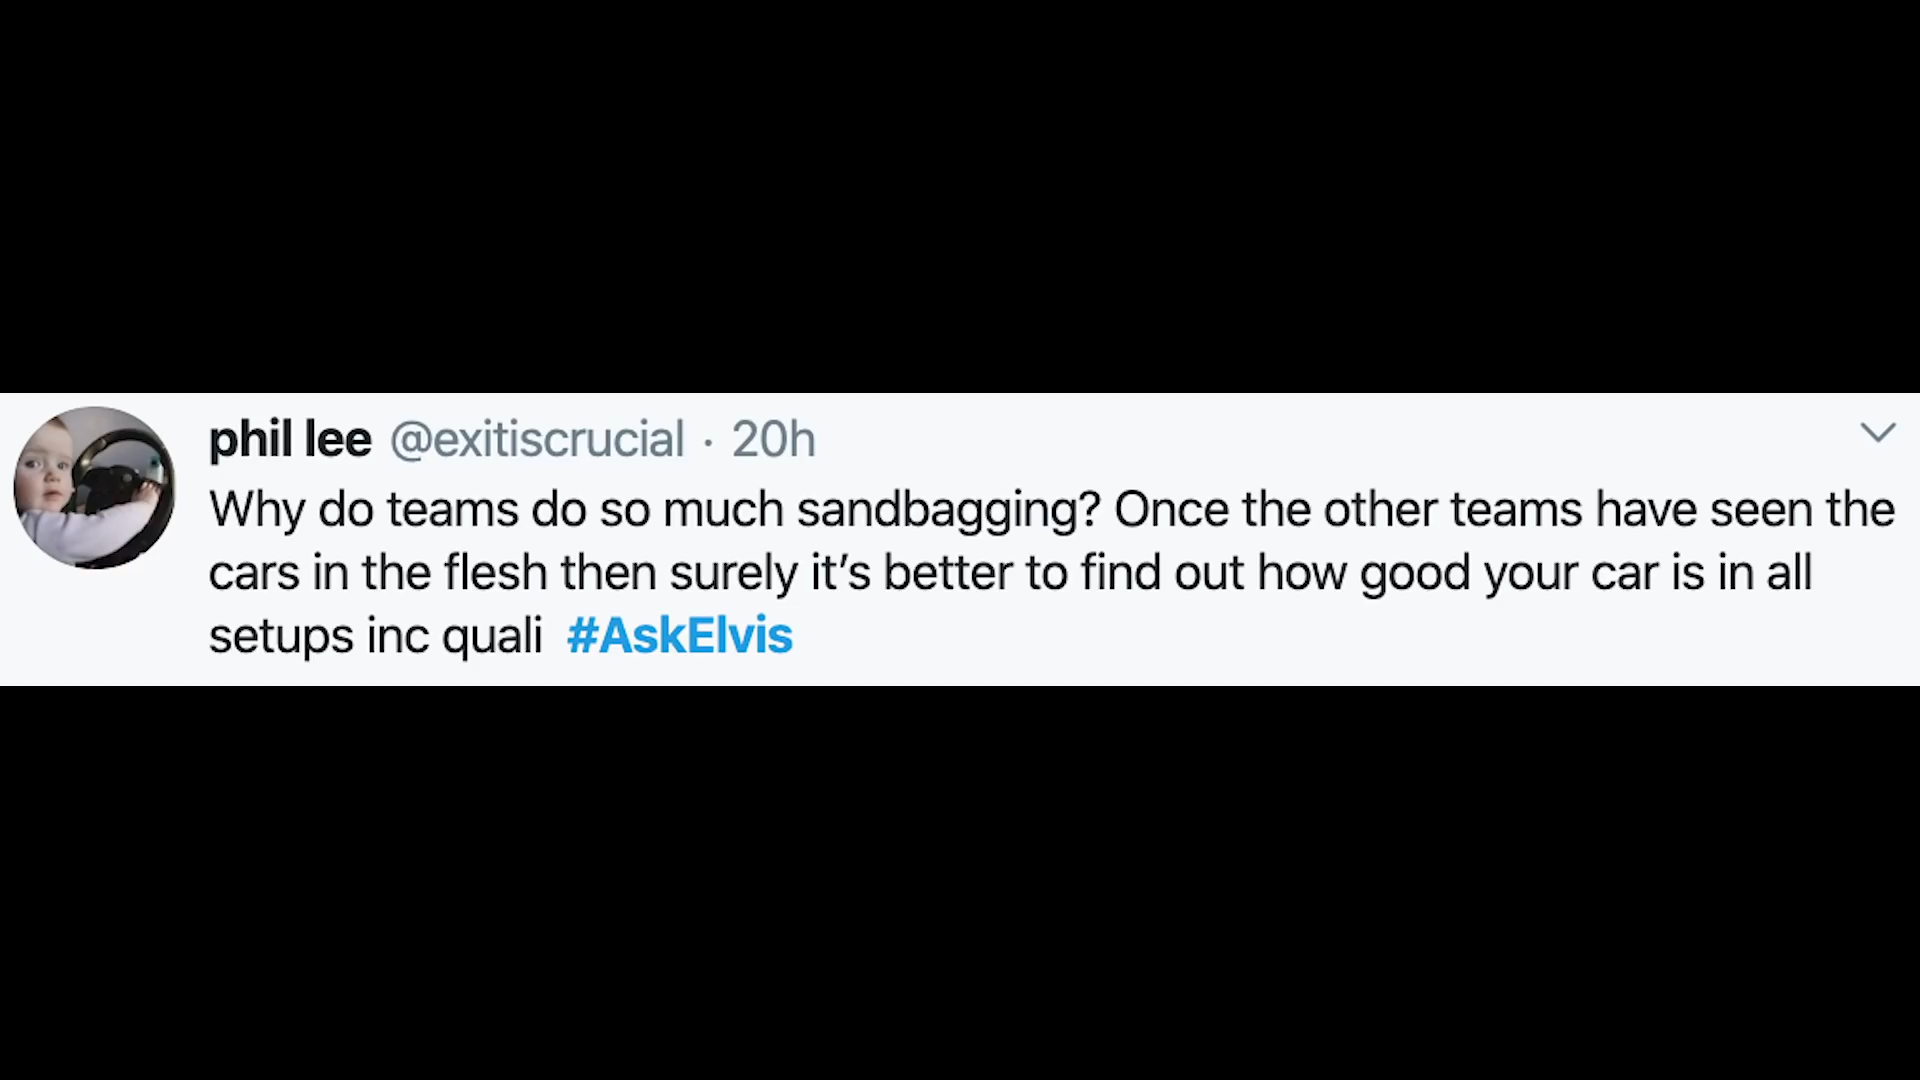 phil lee @exitiscrucial · 20h
Why do teams do so much sandbagging? Once the other teams have seen the
cars in the flesh then surely it’s better to find out how good your car is in all
setups inc quali #AskElvis